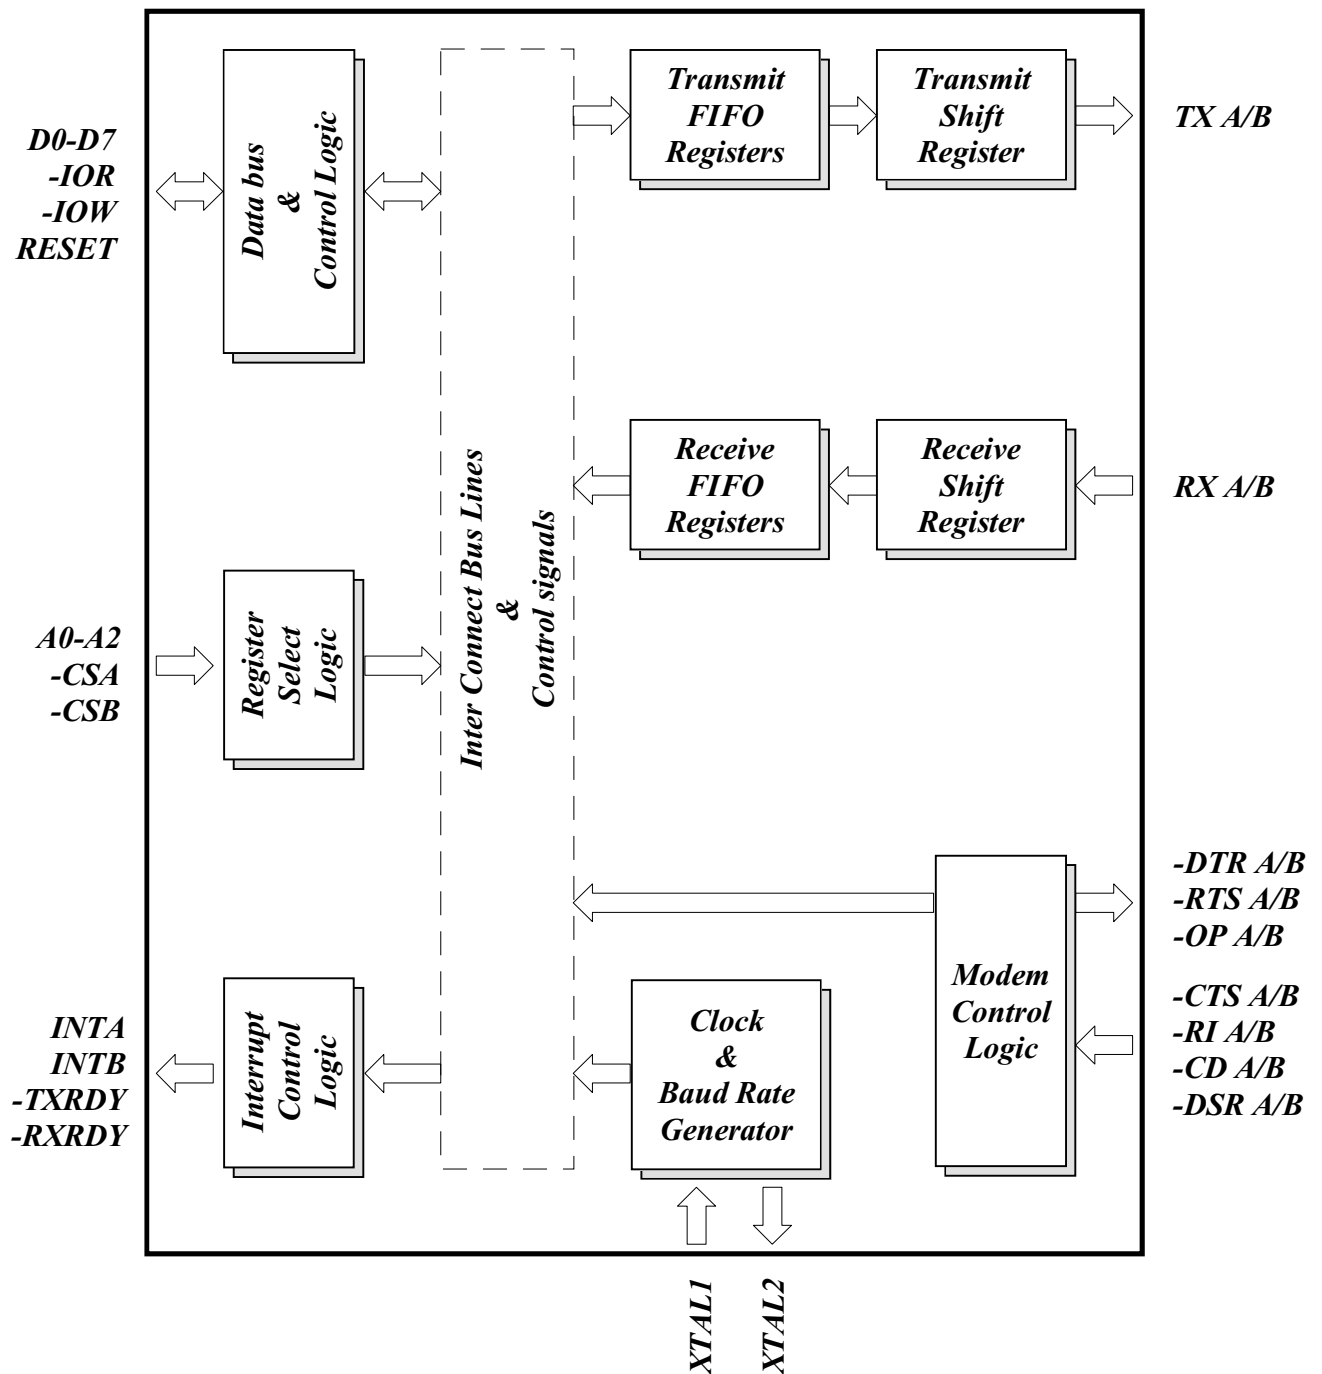 D0-D7
-IOR
-IOW
RESET
Data bus
&
Control Logic
A0-A2
-CSA
-CSB
Register
Select
Logic
INTA
INTB
-TXRDY
-RXRDY
Interrupt
Control
Logic
Inter Connect Bus Lines
&
Control signals
Transmit
FIFO
Registers
Transmit
Shift
Register
TX A/B
Receive
FIFO
Registers
Receive
Shift
Register
RX A/B
Clock
&
Baud Rate
Generator
Modem
Control
Logic
-DTR A/B
-RTS A/B
-OP A/B
-CTS A/B
-RI A/B
-CD A/B
-DSR A/B
XTAL1
XTAL2